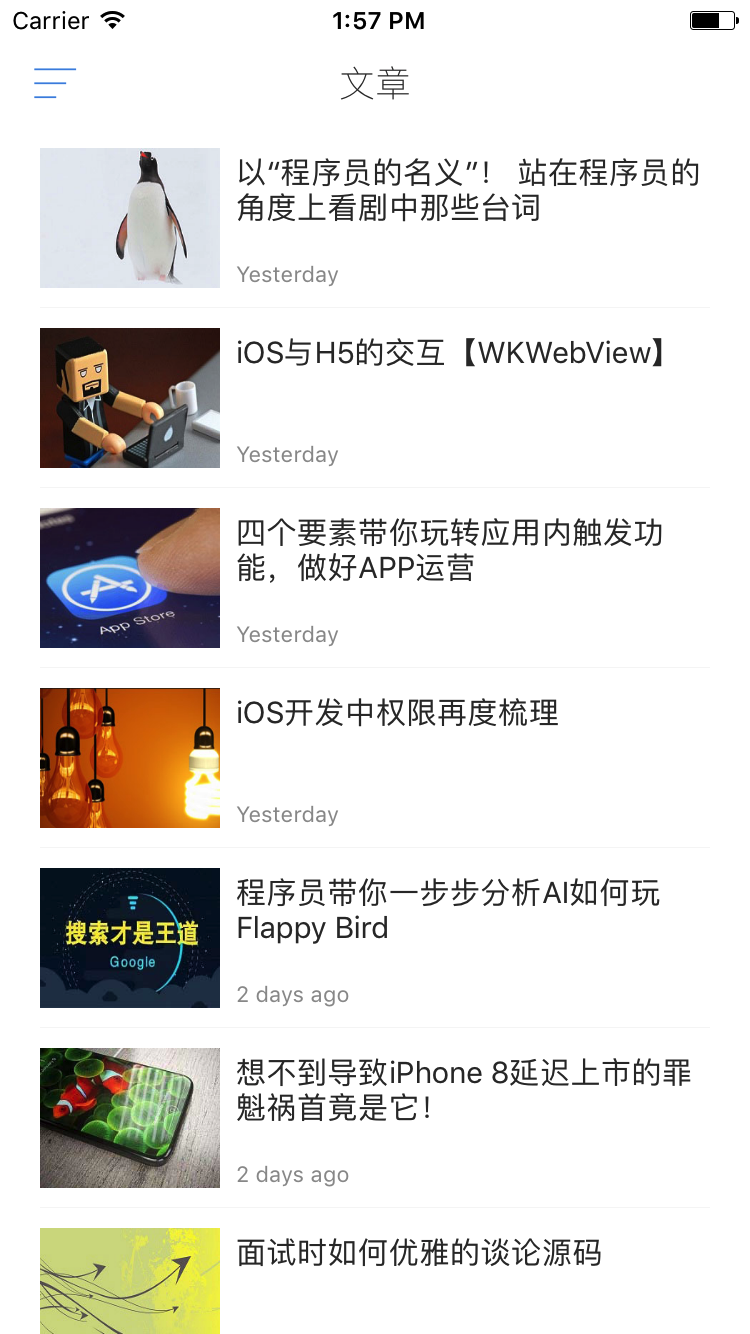 Carrier 1:57 PM
文章
以“程序员的名义”！ 站在程序员的
角度上看剧中那些台词
Yesterday
iOS与H5的交互【WKWebView】
Yesterday
App Store
四个要素带你玩转应用内触发功
能，做好APP运营
Yesterday
iOS开发中权限再度梳理
Yesterday
搜索才是王道
Google
程序员带你一步步分析AI如何玩
Flappy Bird
2 days ago
想不到导致iPhone 8延迟上市的罪
魁祸首竟是它！
2 days ago
面试时如何优雅的谈论源码